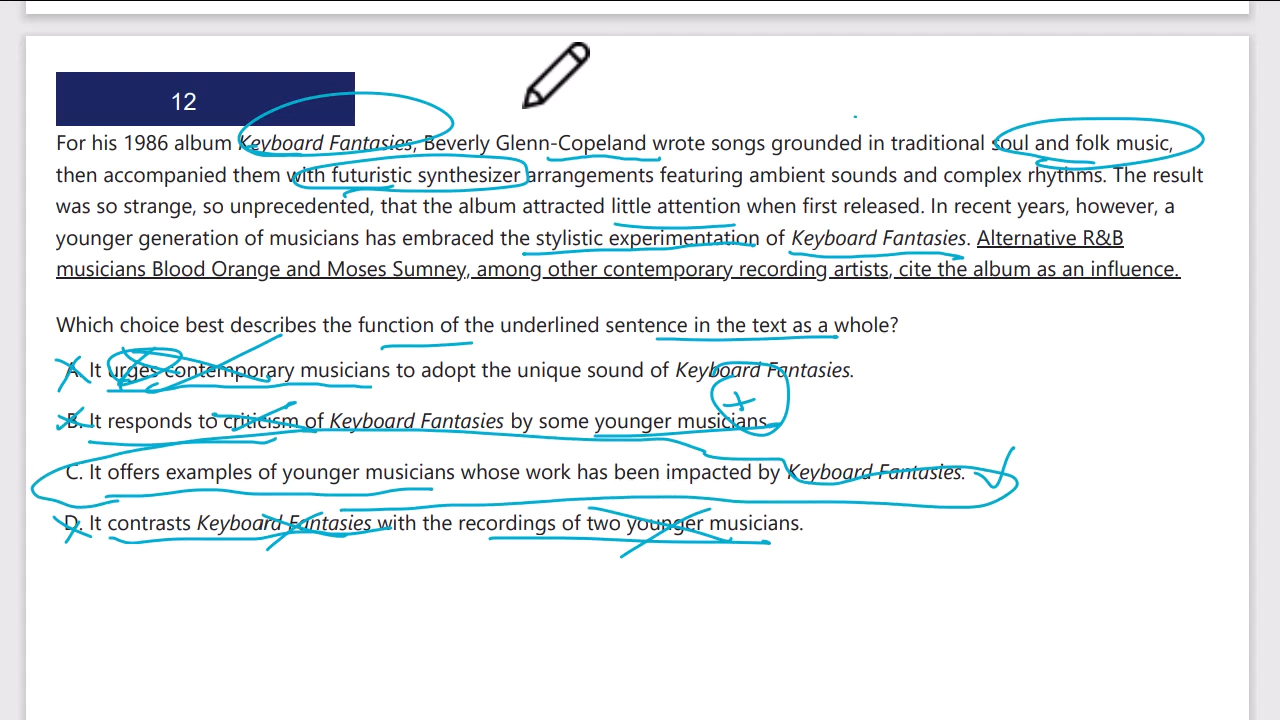 12
For his 1986 album Keyboard Fantasies, Beverly Glenn-Copeland wrote songs grounded in traditional soul and folk music,
then accompanied them with futuristic synthesizer arrangements featuring ambient sounds and complex rhythms. The result
was so strange, so unprecedented, that the album attracted little attention when first released. In recent years, however, a
younger generation of musicians has embraced the stylistic experimentation of Keyboard Fantasies. Alternative R&B
musicians Blood Orange and Moses Sumney, among other contemporary recording artists, cite the album as an influence.
Which choice best describes the function of the underlined sentence in the text as a whole?
A. It urges contemporary musicians to adopt the unique sound of Keyboard Fantasies.
B. It responds to criticism of Keyboard Fantasies by some younger musicians.
C. It offers examples of younger musicians whose work has been impacted by Keyboard Fantasies.
D. It contrasts Keyboard Fantasies with the recordings of two younger musicians.